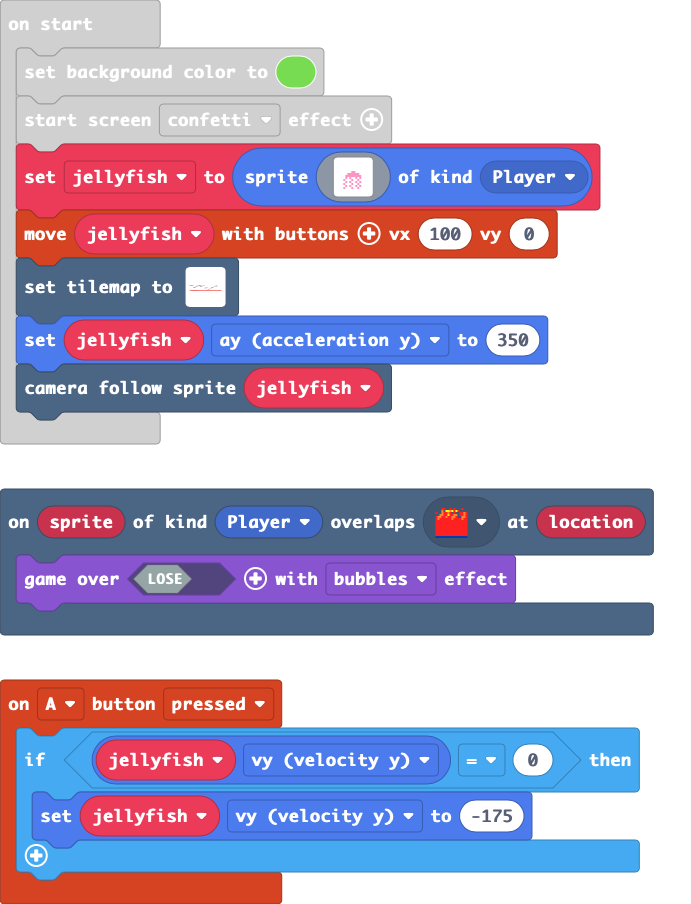 on start
set background color to
start screen confetti effect
set jellyfish to sprite of kind Player
move jellyfish with buttons vx 100 vy 0
set tilemap to
set jellyfish ay (acceleration y) to 350
camera follow sprite jellyfish
on sprite of kind Player overlaps at location
game over LOSE with bubbles effect
on A button pressed
if jellyfish vy (velocity y) = 0 then
set jellyfish vy (velocity y) to -175